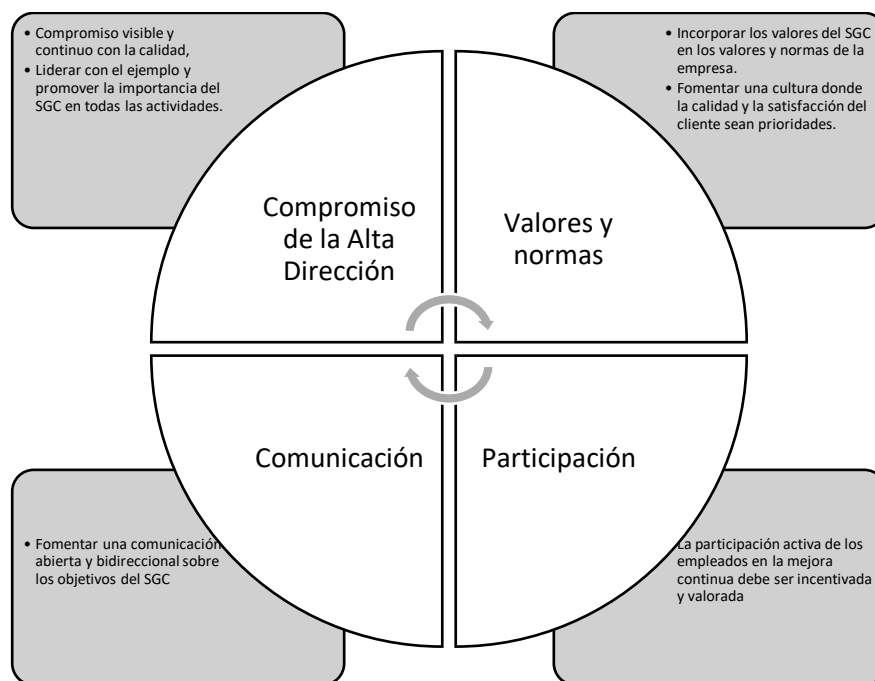 • Compromiso visible y
continuo con la calidad,
• Liderar con el ejemplo y
promover la importancia del
SGC en todas las actividades.
• Incorporar los valores del SGC
en los valores y normas de la
empresa.
• Fomentar una cultura donde
la calidad y la satisfacción del
cliente sean prioridades.
Compromiso
de la Alta
Dirección
Valores y
normas
Comunicación
Participación
• Fomentar una comunicación
abierta y bidireccional sobre
los objetivos del SGC
La participación activa de los
empleados en la mejora
continua debe ser incentivada
y valorada